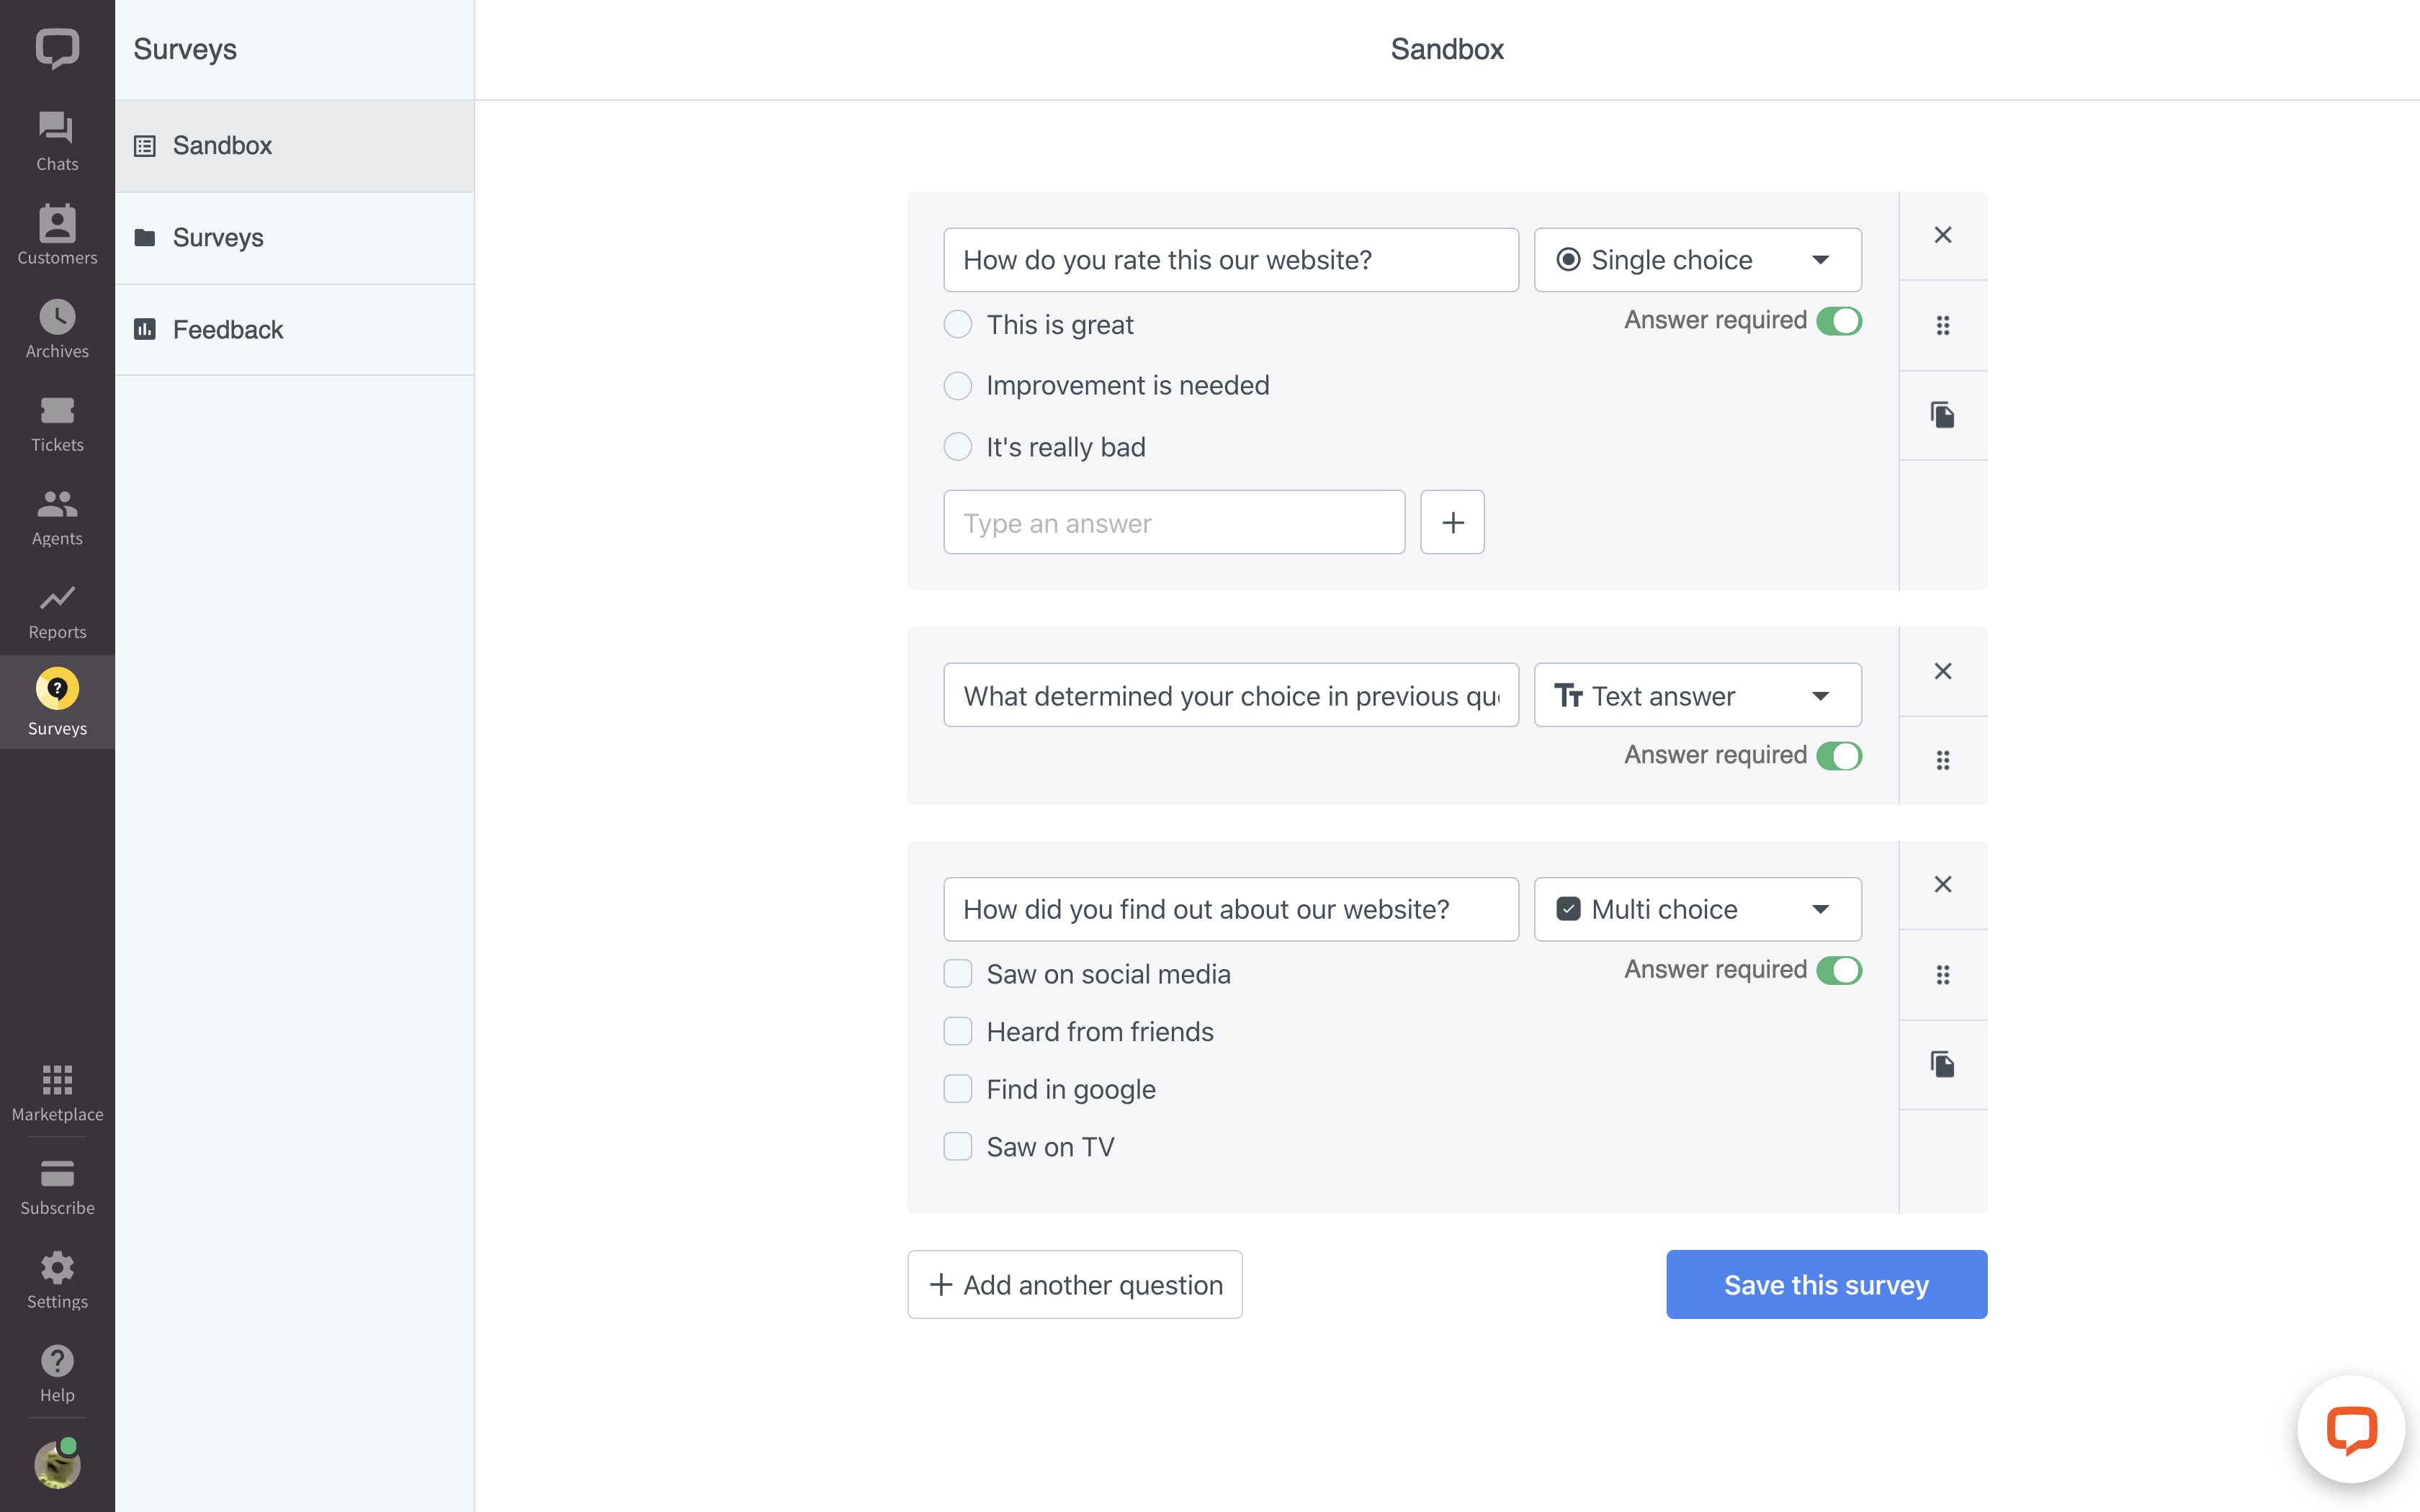 Surveys
Sandbox
Chats
Customers
Archives
Tickets
Agents
Reports
Surveys
Marketplace
Subscribe
Settings
Help
Sandbox
Surveys
Feedback
How do you rate this our website?
Single choice
This is great
Answer required
Improvement is needed
It's really bad
Type an answer
What determined your choice in previous
Text answer
Answer required
How did you find out about our website?
Multi choice
Saw on social media
Answer required
Heard from friends
Find in google
Saw on TV
Add another question
Save this survey